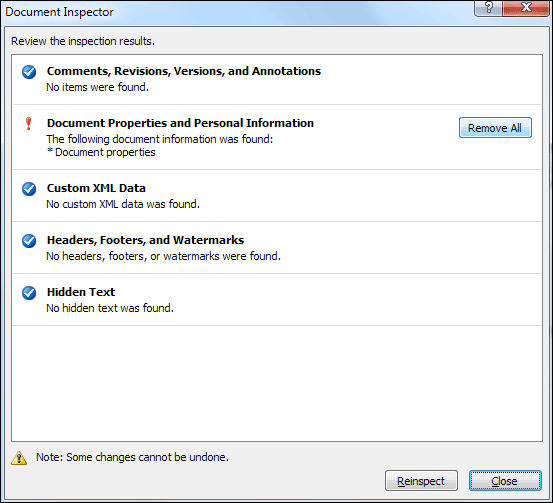 Document Inspector
?
Review the inspection results.
Comments, Revisions, Versions, and Annotations
No items were found.
Document Properties and Personal Information
Remove All
The following document information was found:
* Document properties
Custom XML Data
No custom XML data was found.
Headers, Footers, and Watermarks
No headers, footers, or watermarks were found.
Hidden Text
No hidden text was found.
Note: Some changes cannot be undone.
Reinspect
Close